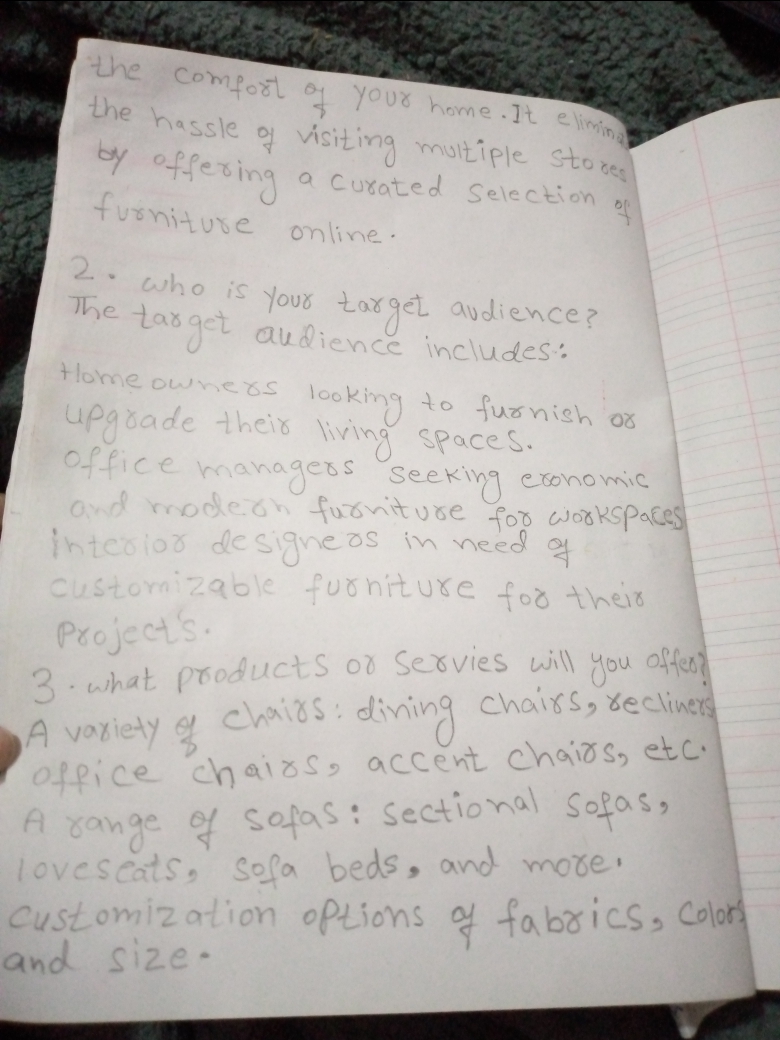 the comfort of your home. It elimina
the hassle of visiting multiple stores
by offering a curated selection of
furniture online.
2. who is your target audience?
The target audience includes:
Homeowners looking to furnish or
upgrade their living spaces.
office managers seeking economic
and modern furniture for workspaces
interior designers in need of
customizable furniture for their
projects.
3. what products or servies will you offer?
A variety of chairs: dining chairs, recliners
office chairs, accent chairs, etc.
A range of sofas: sectional sofas,
loveseats, sofa beds, and more.
customization options of fabrics, colors
and size.